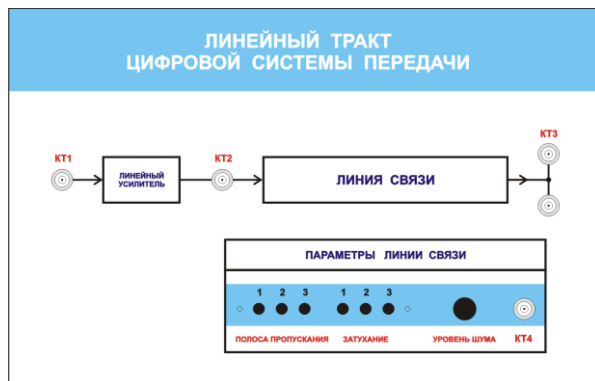 ЛИНЕЙНЫЙ ТРАКТ
ЦИФРОВОЙ СИСТЕМЫ ПЕРЕДАЧИ
КТ1
ЛИНЕЙНЫЙ
УСИЛИТЕЛЬ
КТ2
ЛИНИЯ СВЯЗИ
КТ3
ПАРАМЕТРЫ ЛИНИИ СВЯЗИ
1 2 3 1 2 3
ПОЛОСА ПРОПУСКАНИЯ ЗАТУХАНИЕ УРОВЕНЬ ШУМА КТ4